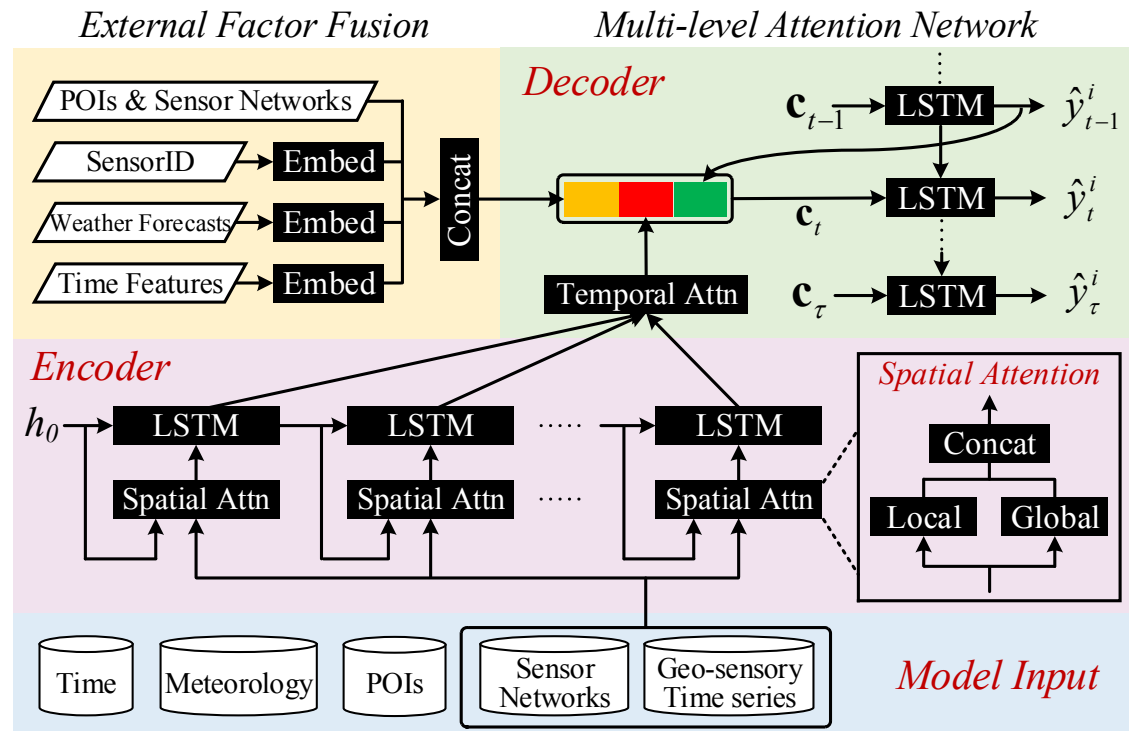 External Factor Fusion
Multi-level Attention Network
POIs & Sensor Networks
SensorID
Embed
Weather Forecasts
Embed
Time Features
Embed
Concat
Decoder
c_{t-1}
LSTM
ŷ^i_{t-1}
c_t
LSTM
ŷ^i_t
Temporal Attn
c_τ
LSTM
ŷ^i_τ
Encoder
h_0
LSTM
LSTM
.....
LSTM
Spatial Attn
Spatial Attn
.....
Spatial Attn
Spatial Attention
Concat
Local
Global
Time
Meteorology
POIs
Sensor
Networks
Geo-sensory
Time series
Model Input